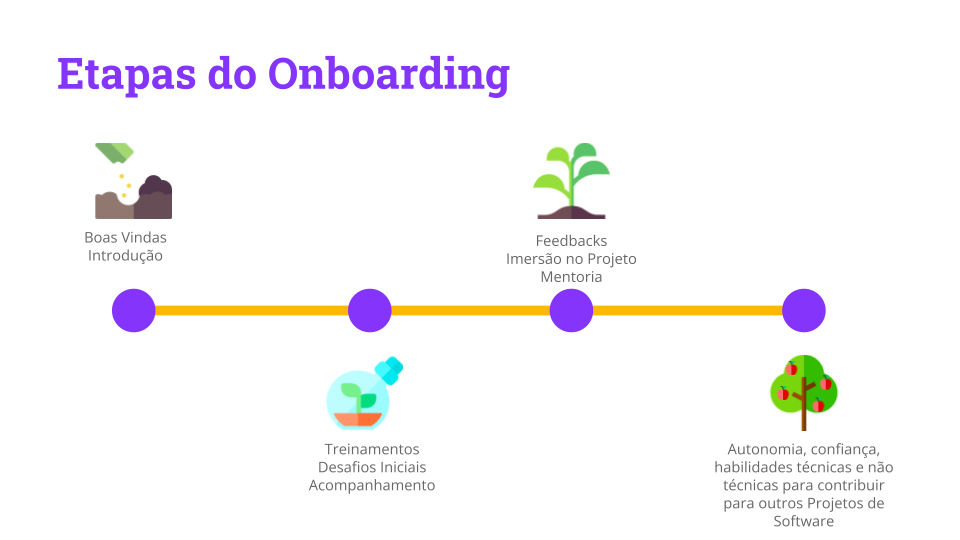 Etapas do Onboarding
Boas Vindas
Introdução
Feedbacks
Imersão no Projeto
Mentoria
Treinamentos
Desafios Iniciais
Acompanhamento
Autonomia, confiança,
habilidades técnicas e não
técnicas para contribuir
para outros Projetos de
Software